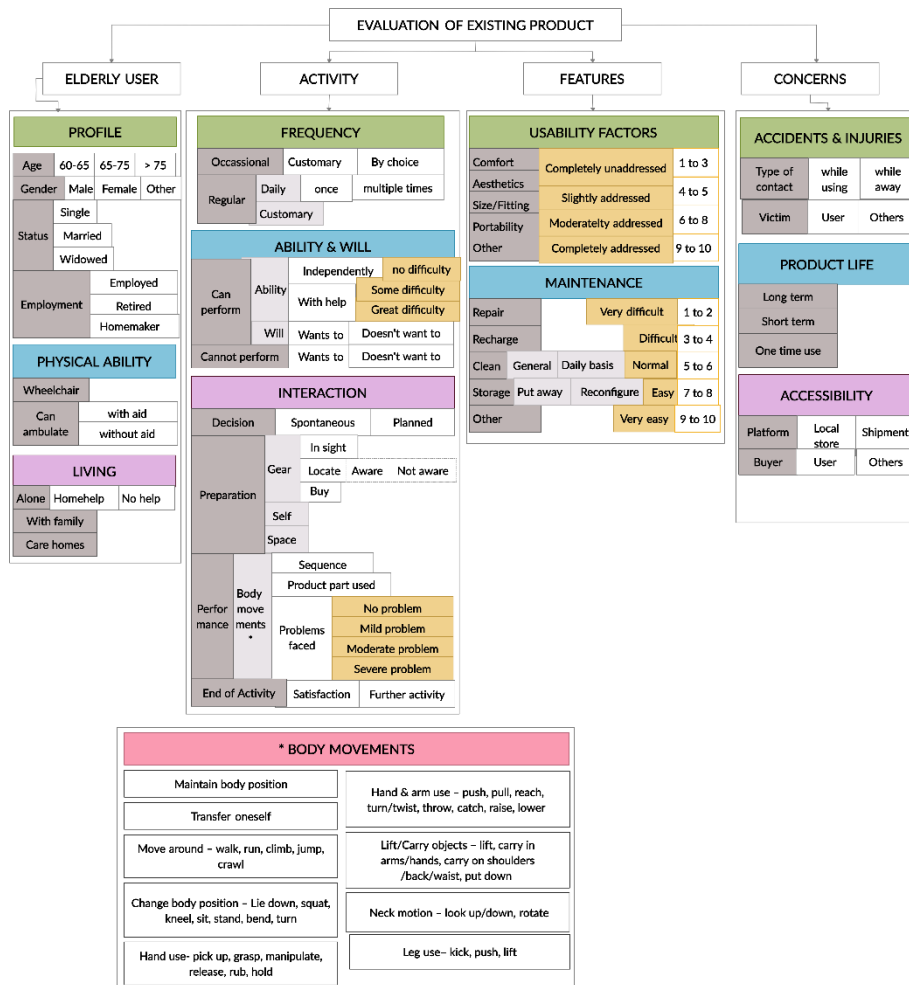 EVALUATION OF EXISTING PRODUCT
ELDERLY USER
ACTIVITY
FEATURES
CONCERNS
PROFILE
Age 60-65 65-75 > 75
Gender Male Female Other
Status
Single
Married
Widowed
Employment
Employed
Retired
Homemaker
PHYSICAL ABILITY
Wheelchair
Can
ambulate
with aid
without aid
LIVING
Alone Homehelp No help
With family
Care homes
FREQUENCY
Occassional Customary By choice
Regular
Daily once multiple times
Customary
ABILITY & WILL
Can
perform
Ability
Independently no difficulty
With help
Some difficulty
Great difficulty
Will Wants to Doesn't want to
Cannot perform Wants to Doesn't want to
INTERACTION
Decision Spontaneous Planned
Preparation
Gear
In sight
Locate Aware Not aware
Buy
Self
Space
Perfor
mance
Body
move
ments
*
Sequence
Product part used
Problems
faced
No problem
Mild problem
Moderate problem
Severe problem
End of Activity Satisfaction Further activity
USABILITY FACTORS
Comfort
Aesthetics
Size/Fitting
Portability
Other
Completely unaddressed 1 to 3
Slightly addressed 4 to 5
Moderateltly addressed 6 to 8
Completely addressed 9 to 10
MAINTENANCE
Repair Very difficult 1 to 2
Recharge Difficult 3 to 4
Clean General Daily basis Normal 5 to 6
Storage Put away Reconfigure Easy 7 to 8
Other Very easy 9 to 10
ACCIDENTS & INJURIES
Type of
contact
while
using
while
away
Victim User Others
PRODUCT LIFE
Long term
Short term
One time use
ACCESSIBILITY
Platform
Local
store
Shipment
Buyer User Others
* BODY MOVEMENTS
Maintain body position
Transfer oneself
Move around – walk, run, climb, jump,
crawl
Change body position – Lie down, squat,
kneel, sit, stand, bend, turn
Hand use- pick up, grasp, manipulate,
release, rub, hold
Hand & arm use – push, pull, reach,
turn/twist, throw, catch, raise, lower
Lift/Carry objects – lift, carry in
arms/hands, carry on shoulders
/back/waist, put down
Neck motion – look up/down, rotate
Leg use– kick, push, lift